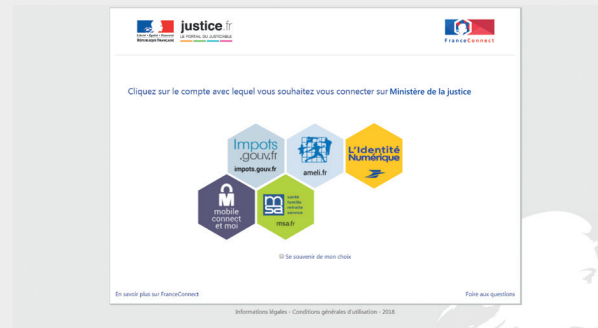 justice.fr
LE PORTAIL DU JUSTICIABLE
Liberté • Égalité • Fraternité
RÉPUBLIQUE FRANÇAISE
FranceConnect
Cliquez sur le compte avec lequel vous souhaitez vous connecter sur Ministère de la justice
Impots
.gouv.fr
impots.gouv.fr
ameli.fr
L'Identité
Numérique
mobile
connect
et moi
msa
santé
famille
retraite
services
msa.fr
Se souvenir de mon choix
En savoir plus sur FranceConnect
Foire aux questions
Informations légales - Conditions générales d'utilisation - 2018